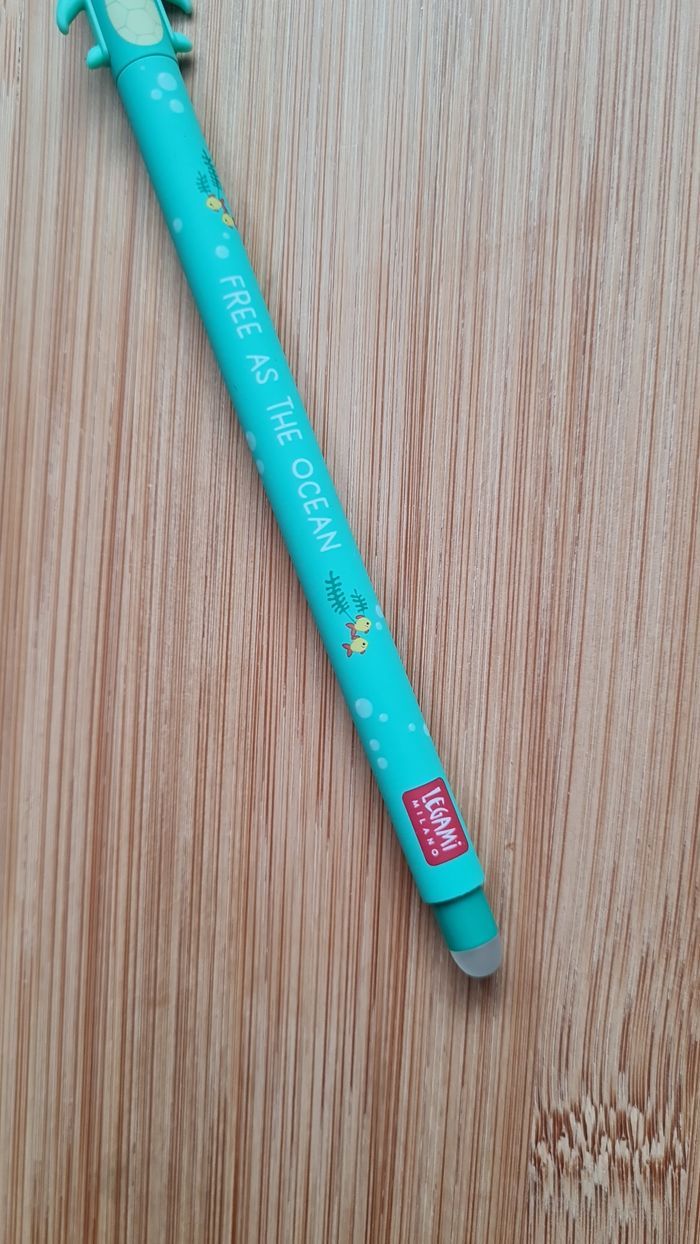 FREE AS THE OCEAN
LEGAMi
MILANO